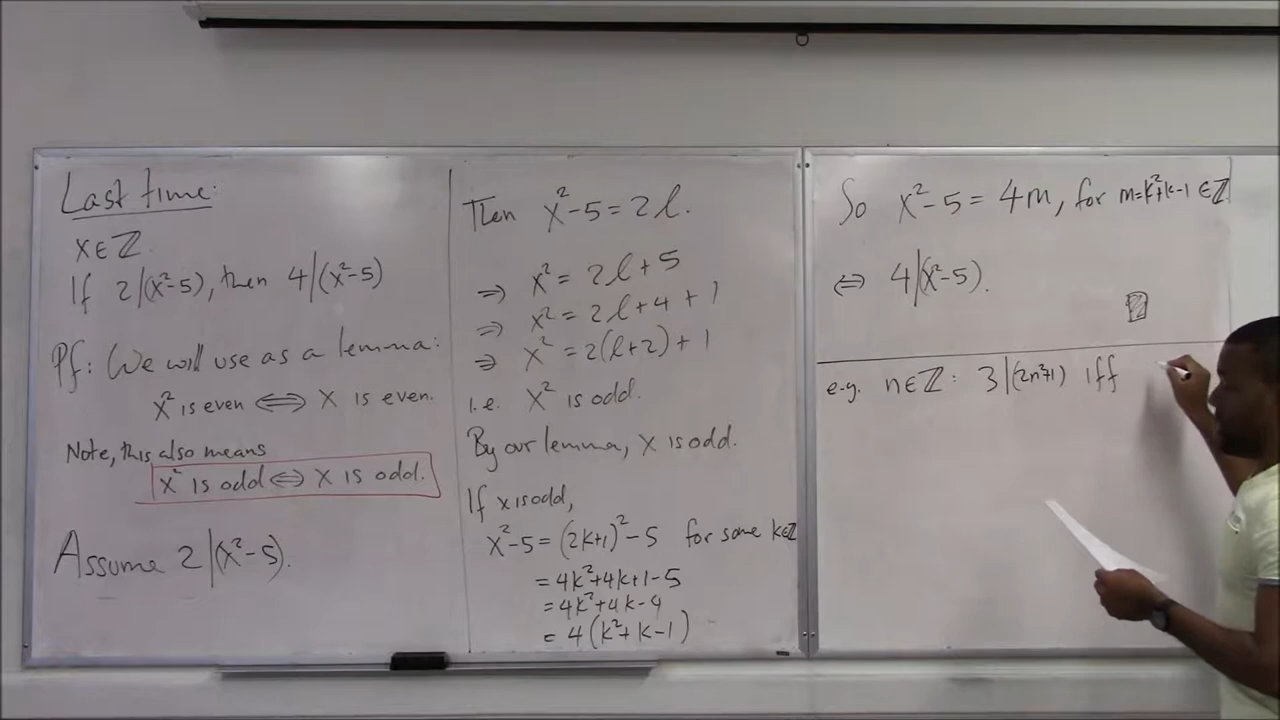 Last time:
x∈ℤ.
If 2|(x²-5), then 4|(x²-5)
Pf: (We will use as a lemma:
x² is even ⟺ x is even.
Note, this also means
x² is odd ⟺ x is odd.
Assume 2|(x²-5).
Then x²-5=2l.
⇒ x² = 2l+5
⇒ x² = 2l+4+1
⇒ x² = 2(l+2)+1
i.e. x² is odd.
By our lemma, x is odd.
If x is odd,
x²-5 = (2k+1)²-5 for some k∈ℤ
= 4k²+4k+1-5
= 4k²+4k-4
= 4(k²+k-1)
So x²-5 = 4m, for m=k²+k-1 ∈ℤ
⟺ 4|(x²-5).
e.g. n∈ℤ: 3|(2n²+1) iff